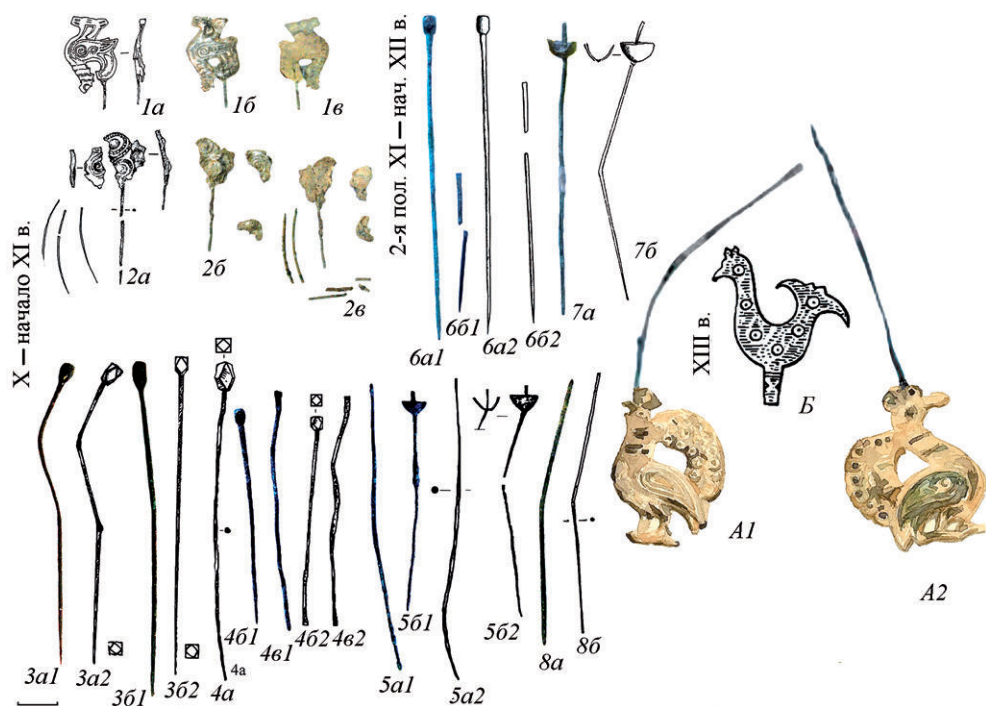 1а
1б
1в
2а
2б
2в
X — начало XI в.
2-я пол. XI — нач. XII в.
6а1
6б1
6а2
6б2
7а
7б
XIII в.
Б
А1
А2
3а1
3а2
3б1
3б2
4а
4а
4б1
4в1
4б2
4в2
5а1
5б1
5а2
5б2
8а
8б